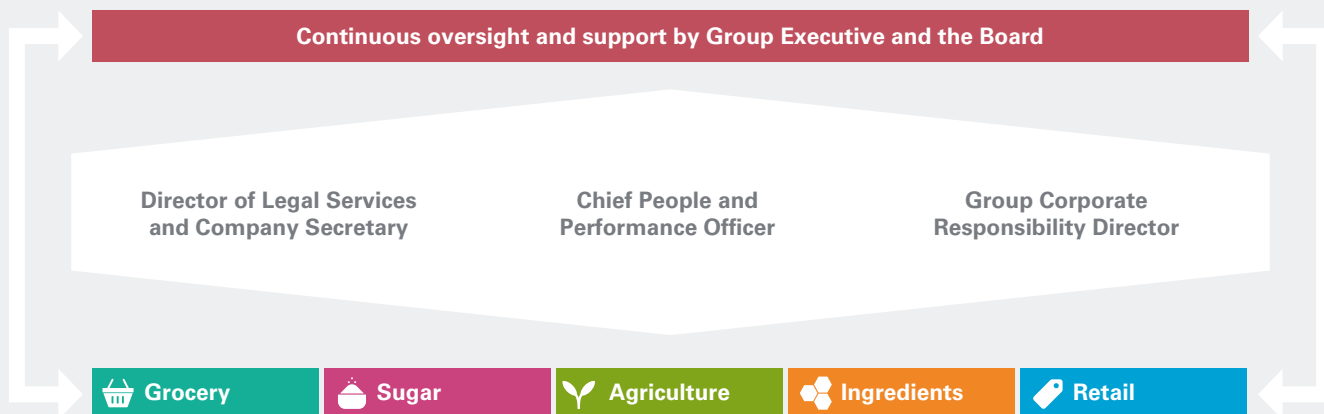 Continuous oversight and support by Group Executive and the Board
Director of Legal Services
and Company Secretary
Chief People and
Performance Officer
Group Corporate
Responsibility Director
Grocery
Sugar
Agriculture
Ingredients
Retail